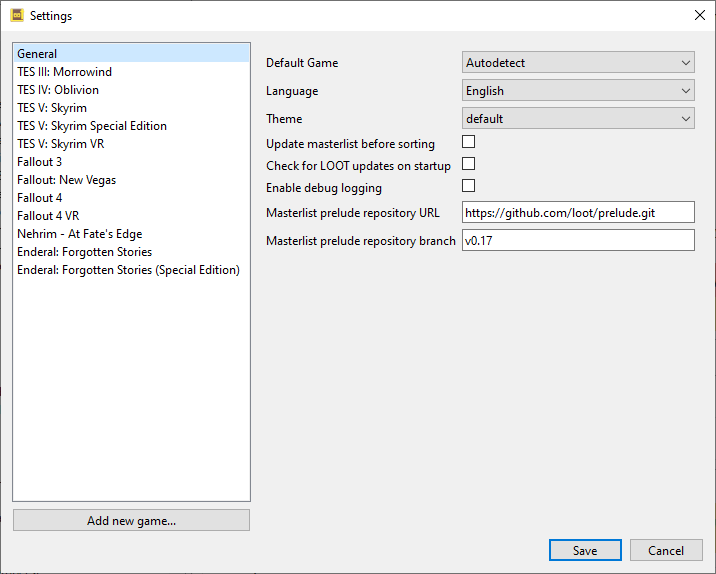 Settings
General
TES III: Morrowind
TES IV: Oblivion
TES V: Skyrim
TES V: Skyrim Special Edition
TES V: Skyrim VR
Fallout 3
Fallout: New Vegas
Fallout 4
Fallout 4 VR
Nehrim - At Fate's Edge
Enderal: Forgotten Stories
Enderal: Forgotten Stories (Special Edition)
Add new game...
Default Game Autodetect
Language English
Theme default
Update masterlist before sorting
Check for LOOT updates on startup
Enable debug logging
Masterlist prelude repository URL https://github.com/loot/prelude.git
Masterlist prelude repository branch v0.17
Save Cancel